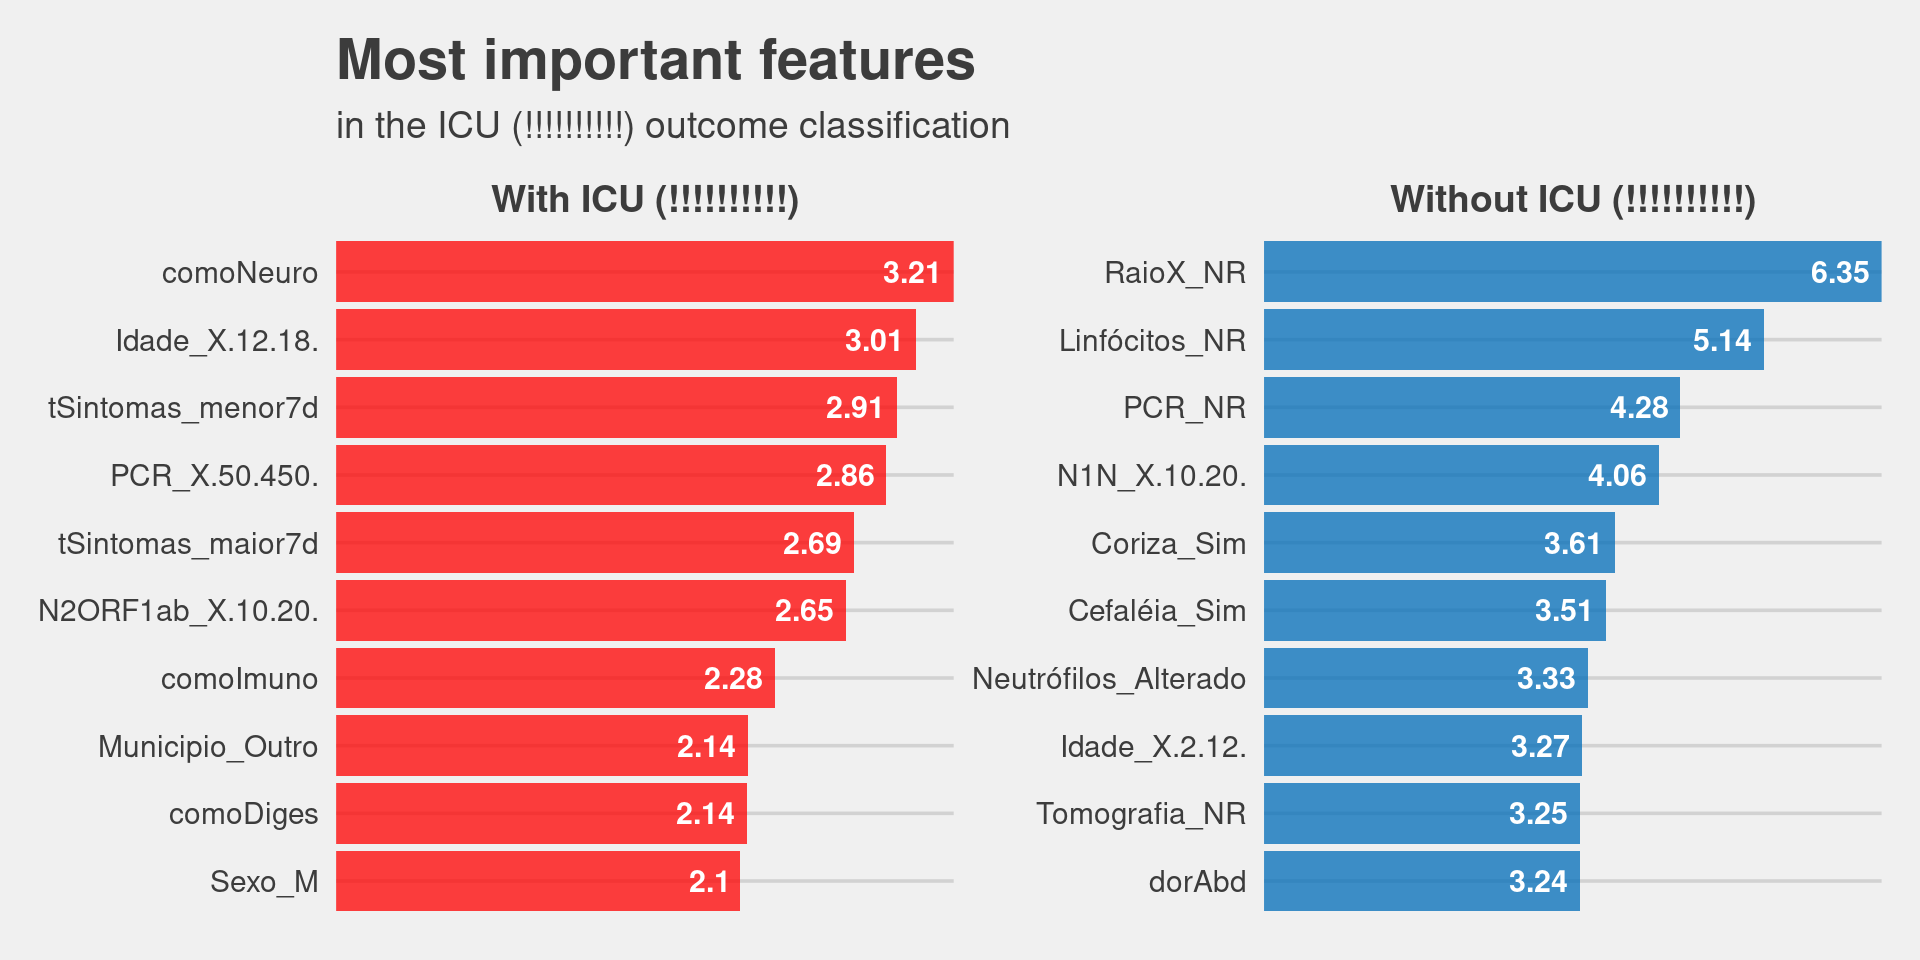 Most important features
in the ICU (!!!!!!!!!!) outcome classification
With ICU (!!!!!!!!!!)
comoNeuro 3.21
Idade_X.12.18. 3.01
tSintomas_menor7d 2.91
PCR_X.50.450. 2.86
tSintomas_maior7d 2.69
N2ORF1ab_X.10.20. 2.65
comoImuno 2.28
Municipio_Outro 2.14
comoDiges 2.14
Sexo_M 2.1
Without ICU (!!!!!!!!!!)
RaioX_NR 6.35
Linfócitos_NR 5.14
PCR_NR 4.28
N1N_X.10.20. 4.06
Coriza_Sim 3.61
Cefaléia_Sim 3.51
Neutrófilos_Alterado 3.33
Idade_X.2.12. 3.27
Tomografia_NR 3.25
dorAbd 3.24